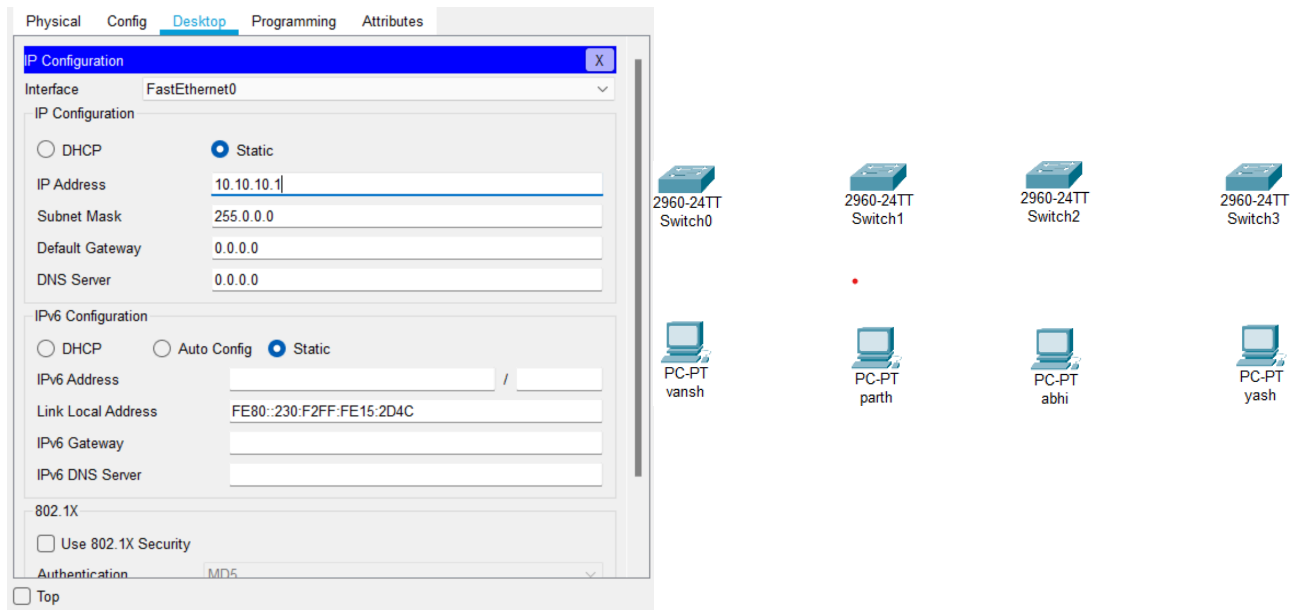 Physical Config Desktop Programming Attributes
IP Configuration X
Interface FastEthernet0
IP Configuration
DHCP Static
IP Address 10.10.10.1
Subnet Mask 255.0.0.0
Default Gateway 0.0.0.0
DNS Server 0.0.0.0
IPv6 Configuration
DHCP Auto Config Static
IPv6 Address /
Link Local Address FE80::230:F2FF:FE15:2D4C
IPv6 Gateway
IPv6 DNS Server
802.1X
Use 802.1X Security
Authentication MD5
Top
2960-24TT
Switch0
2960-24TT
Switch1
2960-24TT
Switch2
2960-24TT
Switch3
PC-PT
vansh
PC-PT
parth
PC-PT
abhi
PC-PT
yash